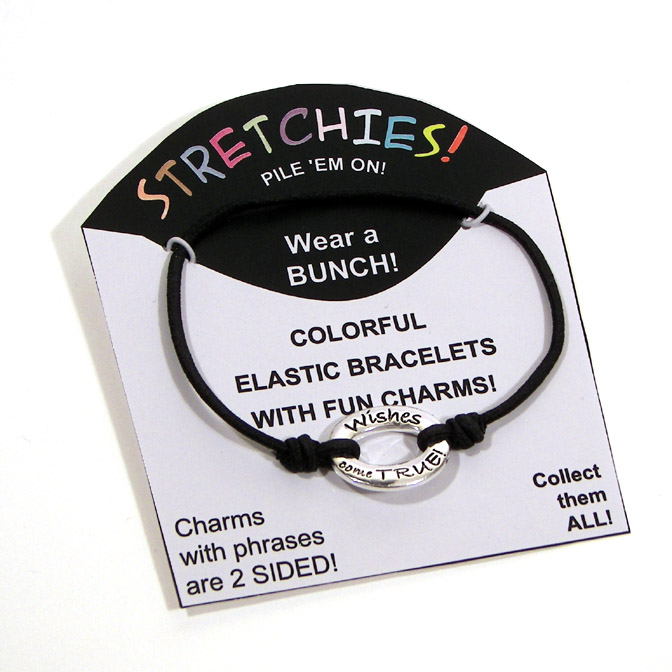 STRETCHIES!
PILE 'EM ON!
Wear a
BUNCH!
COLORFUL
ELASTIC BRACELETS
WITH FUN CHARMS!
Wishes
come TRUE!
Charms
with phrases
are 2 SIDED!
Collect
them
ALL!